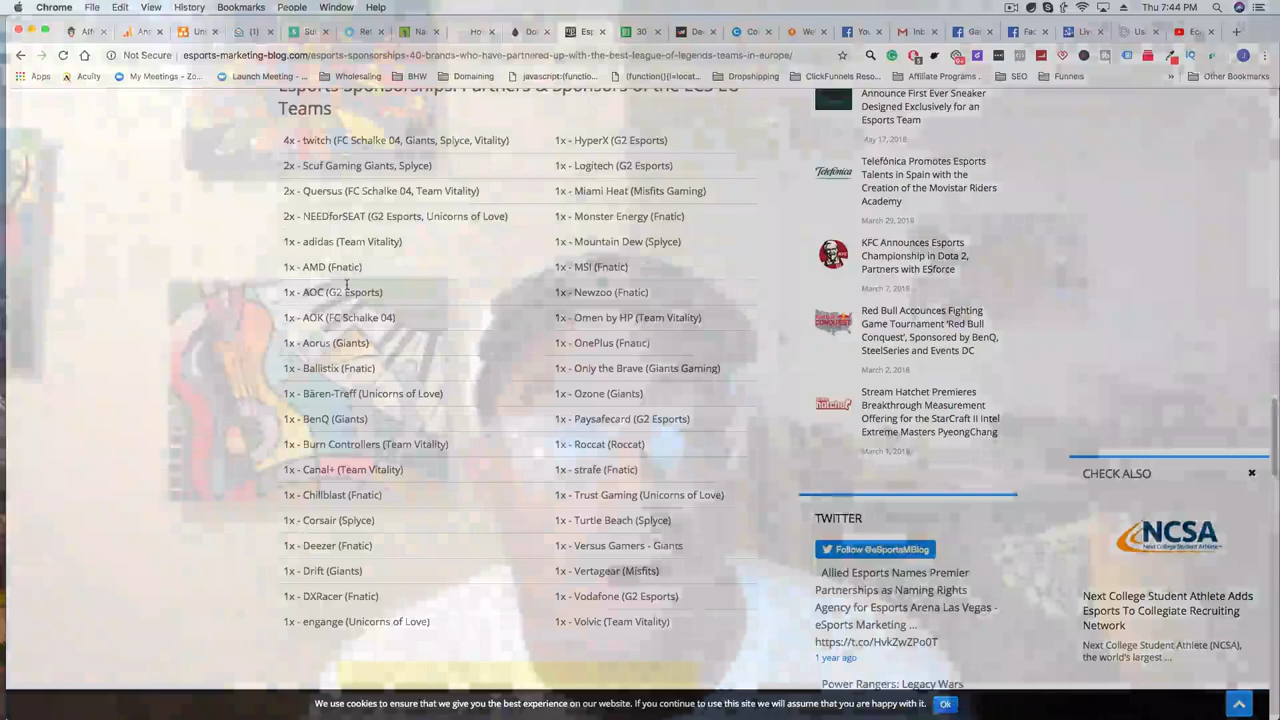 Chrome File Edit View History Bookmarks People Window Help
Thu 7:44 PM
Not Secure | esports-marketing-blog.com/esports-sponsorships-40-brands-who-have-partnered-up-with-the-best-league-of-legends-teams-in-europe/
Apps Acuity My Meetings - Zo... Launch Meeting - ... Wholesaling BHW Domaining javascript:(functio... (function(){l=locat... Dropshipping ClickFunnels Reso... Affiliate Programs... SEO Funnels Other Bookmarks
Esports Sponsorships: Partners & Sponsors of the LCS EU
Teams
4x - twitch (FC Schalke 04, Giants, Splyce, Vitality)
2x - Scuf Gaming Giants, Splyce)
2x - Quersus (FC Schalke 04, Team Vitality)
2x - NEEDforSEAT (G2 Esports, Unicorns of Love)
1x - adidas (Team Vitality)
1x - AMD (Fnatic)
1x - AOC (G2 Esports)
1x - AOK (FC Schalke 04)
1x - Aorus (Giants)
1x - Ballistix (Fnatic)
1x - Bären-Treff (Unicorns of Love)
1x - BenQ (Giants)
1x - Burn Controllers (Team Vitality)
1x - Canal+ (Team Vitality)
1x - Chillblast (Fnatic)
1x - Corsair (Splyce)
1x - Deezer (Fnatic)
1x - Drift (Giants)
1x - DXRacer (Fnatic)
1x - engange (Unicorns of Love)
1x - HyperX (G2 Esports)
1x - Logitech (G2 Esports)
1x - Miami Heat (Misfits Gaming)
1x - Monster Energy (Fnatic)
1x - Mountain Dew (Splyce)
1x - MSI (Fnatic)
1x - Newzoo (Fnatic)
1x - Omen by HP (Team Vitality)
1x - OnePlus (Fnatic)
1x - Only the Brave (Giants Gaming)
1x - Ozone (Giants)
1x - Paysafecard (G2 Esports)
1x - Roccat (Roccat)
1x - strafe (Fnatic)
1x - Trust Gaming (Unicorns of Love)
1x - Turtle Beach (Splyce)
1x - Versus Gamers - Giants
1x - Vertagear (Misfits)
1x - Vodafone (G2 Esports)
1x - Volvic (Team Vitality)
Announce First Ever Sneaker
Designed Exclusively for an
Esports Team
May 17, 2018
Telefónica
Telefónica Promotes Esports
Talents in Spain with the
Creation of the Movistar Riders
Academy
March 29, 2018
KFC Announces Esports
Championship in Dota 2,
Partners with ESforce
March 7, 2018
Red Bull Announces Fighting
Game Tournament 'Red Bull
Conquest', Sponsored by BenQ,
SteelSeries and Events DC
March 2, 2018
Stream Hatchet Premieres
Breakthrough Measurement
Offering for the StarCraft II Intel
Extreme Masters PyeongChang
March 1, 2018
TWITTER
Follow @eSportsMBlog
Allied Esports Names Premier
Partnerships as Naming Rights
Agency for Esports Arena Las Vegas -
eSports Marketing ...
https://t.co/HvkZwZPo0T
1 year ago
Power Rangers: Legacy Wars
CHECK ALSO
NCSA
Next College Student Athlete
Next College Student Athlete Adds
Esports To Collegiate Recruiting
Network
Next College Student Athlete (NCSA),
the world's largest ...
We use cookies to ensure that we give you the best experience on our website. If you continue to use this site we will assume that you are happy with it. Ok